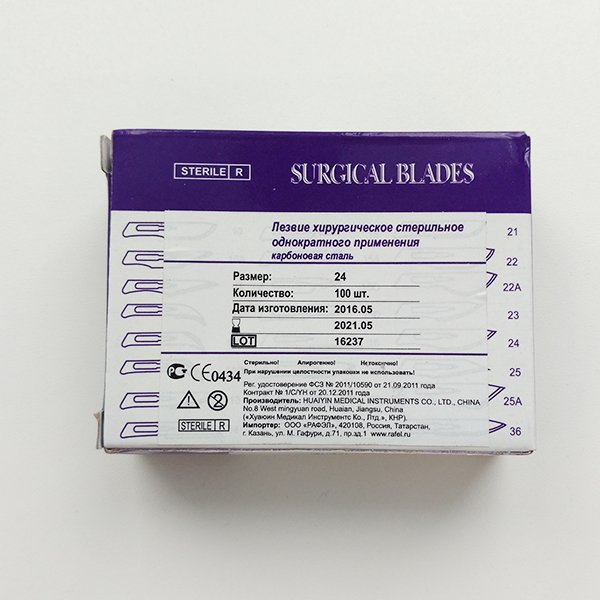 STERILE R
SURGICAL BLADES
Лезвие хирургическое стерильное
однократного применения
карбоновая сталь
21
22
22A
23
24
25
25A
36
Размер: 24
Количество: 100 шт.
Дата изготовления: 2016.05
2021.05
LOT 16237
Стерильно! Апирогенно! Нетоксично!
При нарушении целостности упаковки не использовать!
CE0434
Рег. удостоверение ФСЗ № 2011/10590 от 21.09 2011 года
Контракт № 1/С/YH от 20.12.2011 года
Производитель: HUAIYIN MEDICAL INSTRUMENTS CO., LTD., CHINA
No.8 West mingyuan road, Huaian, Jiangsu, China
(«Хуаюин Медикал Инструментс Ко., Лтд.», КНР).
Импортер: ООО «РАФЭЛ», 420108, Россия, Татарстан,
г. Казань, ул. М. Гафури, д.71, пр.зд.1 www.rafel.ru
2
STERILE R